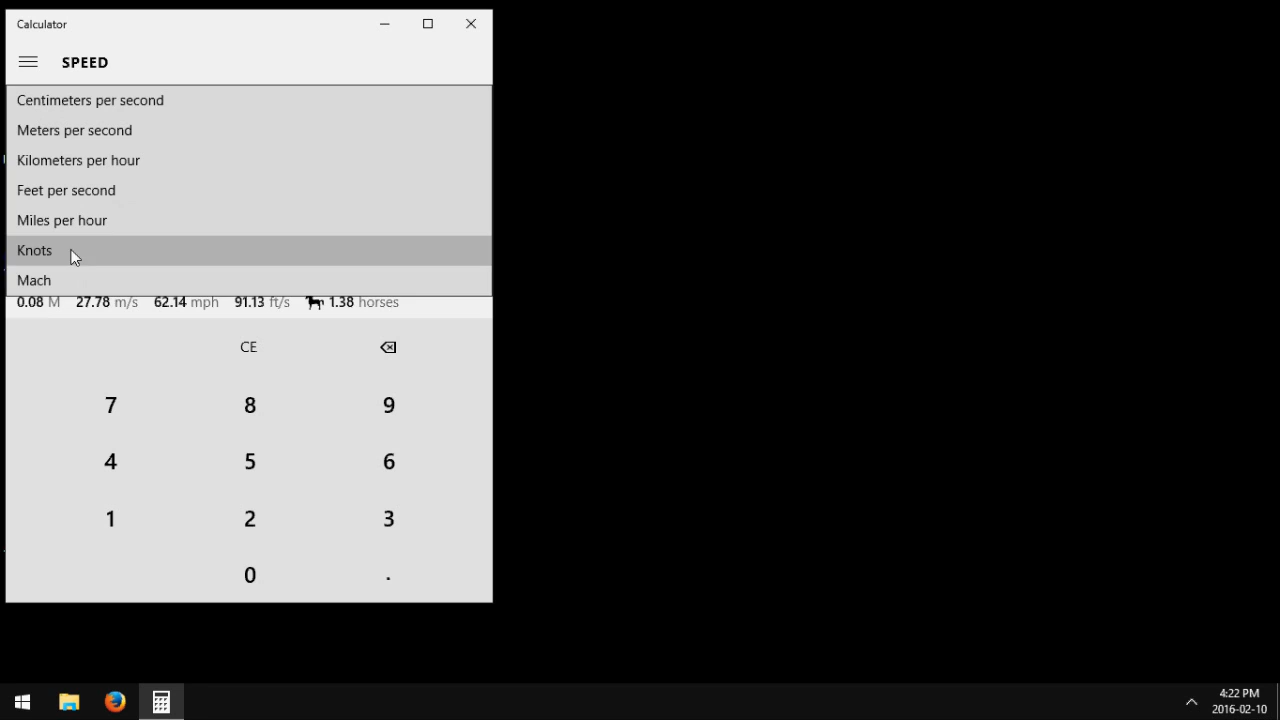 Calculator
SPEED
Centimeters per second
Meters per second
Kilometers per hour
Feet per second
Miles per hour
Knots
Mach
0.08 M 27.78 m/s 62.14 mph 91.13 ft/s 1.38 horses
CE
7 8 9
4 5 6
1 2 3
0 .
4:22 PM
2016-02-10